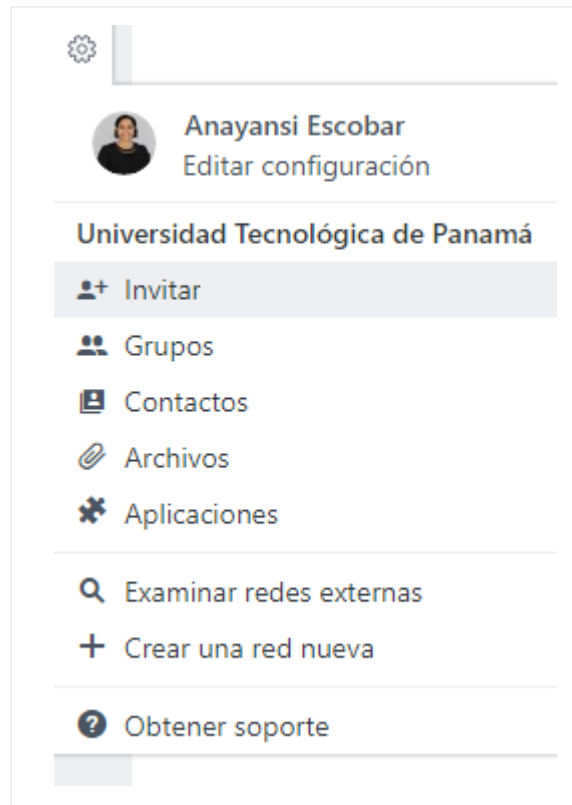 Anayansi Escobar
Editar configuración
Universidad Tecnológica de Panamá
Invitar
Grupos
Contactos
Archivos
Aplicaciones
Examinar redes externas
Crear una red nueva
Obtener soporte